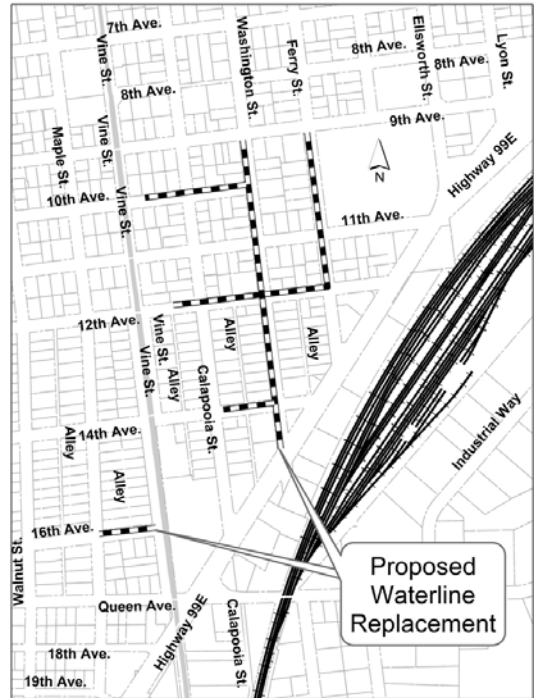 7th Ave.
Vine St.
Washington St.
Ferry St.
8th Ave.
Ellsworth St.
8th Ave.
Lyon St.
8th Ave.
9th Ave.
Maple St.
Vine St.
N
Highway 99E
10th Ave.
Vine St.
11th Ave.
12th Ave.
Vine St.
Vine St.
Alley
Calapooia St.
Alley
Alley
14th Ave.
Alley
Alley
Industrial Way
16th Ave.
Walnut St.
Proposed
Waterline
Replacement
Queen Ave.
Highway 99E
Calapooia St.
18th Ave.
19th Ave.